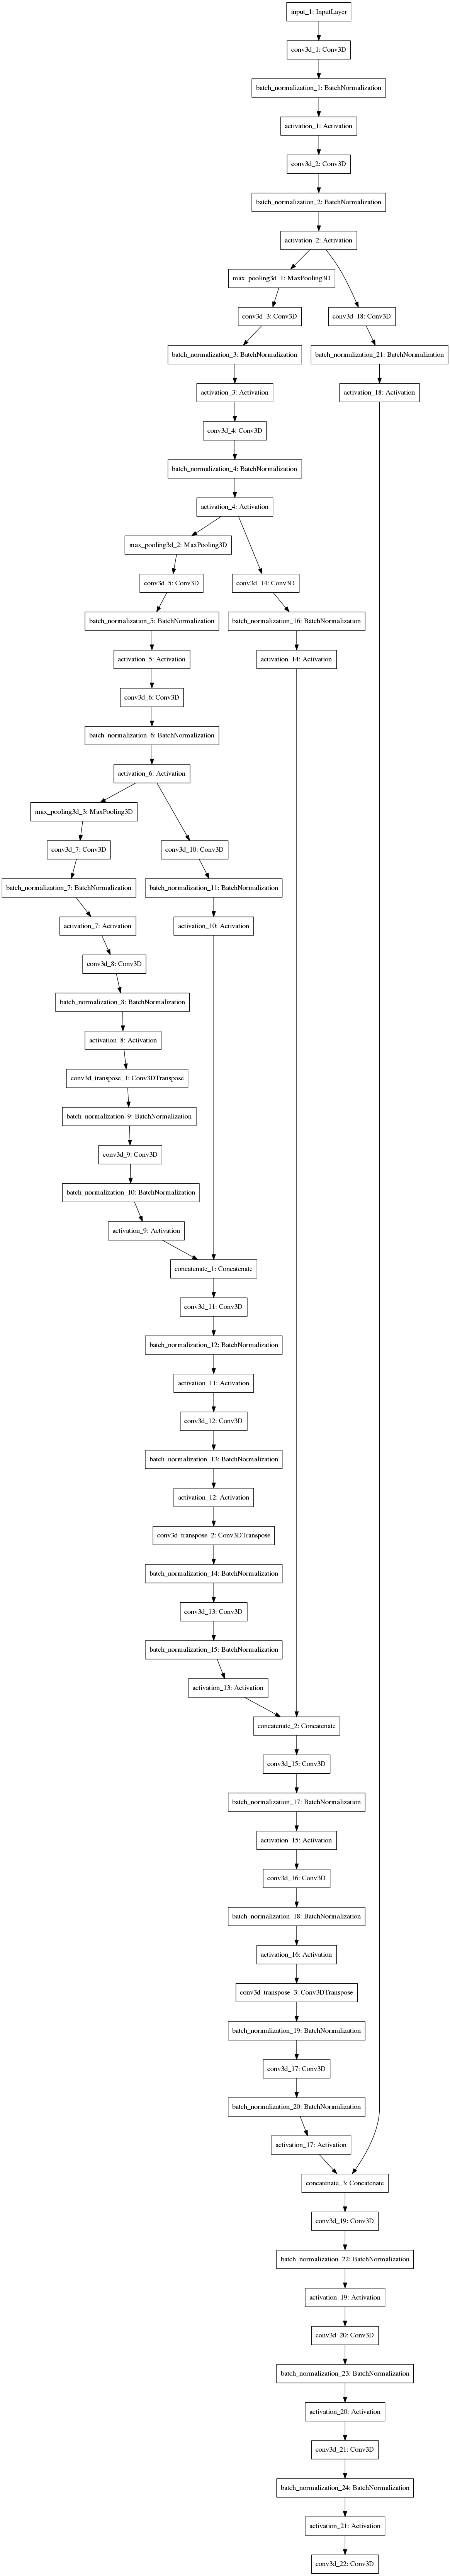 input_1: InputLayer
conv3d_1: Conv3D
batch_normalization_1: BatchNormalization
activation_1: Activation
conv3d_2: Conv3D
batch_normalization_2: BatchNormalization
activation_2: Activation
max_pooling3d_1: MaxPooling3D
conv3d_3: Conv3D
conv3d_18: Conv3D
batch_normalization_3: BatchNormalization
batch_normalization_21: BatchNormalization
activation_3: Activation
activation_18: Activation
conv3d_4: Conv3D
batch_normalization_4: BatchNormalization
activation_4: Activation
max_pooling3d_2: MaxPooling3D
conv3d_5: Conv3D
conv3d_14: Conv3D
batch_normalization_5: BatchNormalization
batch_normalization_16: BatchNormalization
activation_5: Activation
activation_14: Activation
conv3d_6: Conv3D
batch_normalization_6: BatchNormalization
activation_6: Activation
max_pooling3d_3: MaxPooling3D
conv3d_7: Conv3D
conv3d_10: Conv3D
batch_normalization_7: BatchNormalization
batch_normalization_11: BatchNormalization
activation_7: Activation
activation_10: Activation
conv3d_8: Conv3D
batch_normalization_8: BatchNormalization
activation_8: Activation
conv3d_transpose_1: Conv3DTranspose
batch_normalization_9: BatchNormalization
conv3d_9: Conv3D
batch_normalization_10: BatchNormalization
activation_9: Activation
concatenate_1: Concatenate
conv3d_11: Conv3D
batch_normalization_12: BatchNormalization
activation_11: Activation
conv3d_12: Conv3D
batch_normalization_13: BatchNormalization
activation_12: Activation
conv3d_transpose_2: Conv3DTranspose
batch_normalization_14: BatchNormalization
conv3d_13: Conv3D
batch_normalization_15: BatchNormalization
activation_13: Activation
concatenate_2: Concatenate
conv3d_15: Conv3D
batch_normalization_17: BatchNormalization
activation_15: Activation
conv3d_16: Conv3D
batch_normalization_18: BatchNormalization
activation_16: Activation
conv3d_transpose_3: Conv3DTranspose
batch_normalization_19: BatchNormalization
conv3d_17: Conv3D
batch_normalization_20: BatchNormalization
activation_17: Activation
concatenate_3: Concatenate
conv3d_19: Conv3D
batch_normalization_22: BatchNormalization
activation_19: Activation
conv3d_20: Conv3D
batch_normalization_23: BatchNormalization
activation_20: Activation
conv3d_21: Conv3D
batch_normalization_24: BatchNormalization
activation_21: Activation
conv3d_22: Conv3D